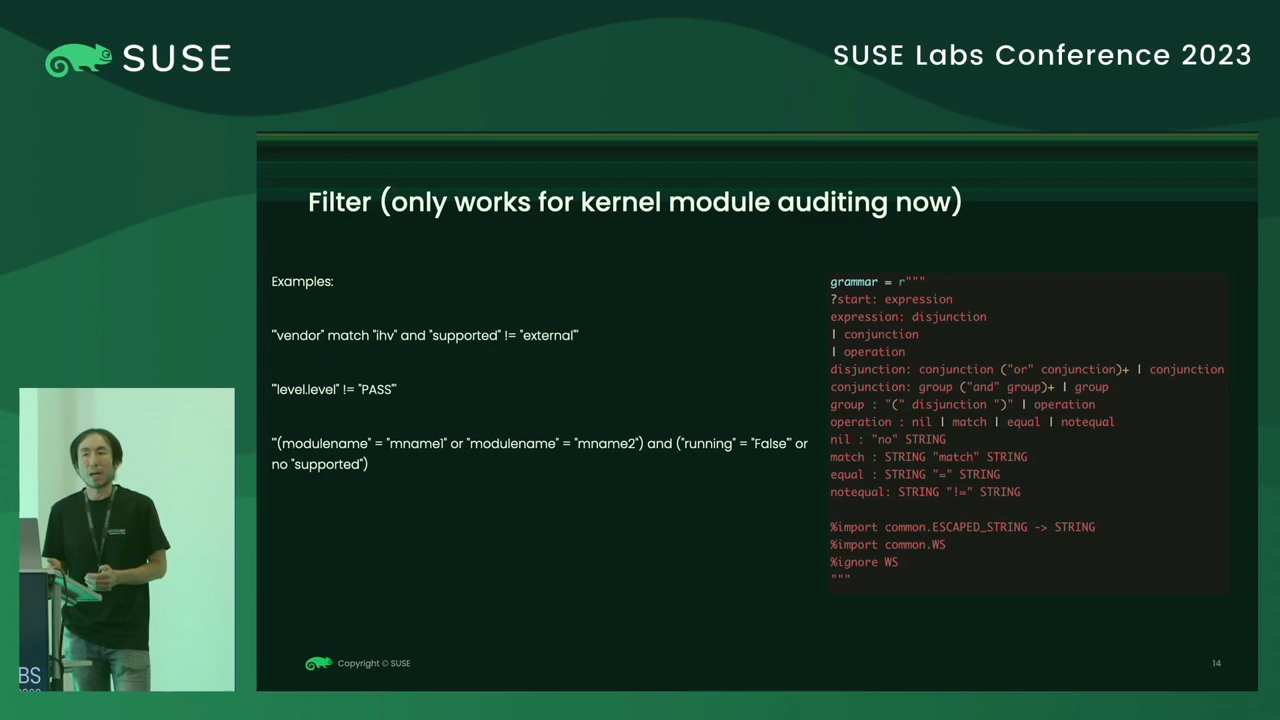 SUSE
SUSE Labs Conference 2023
Filter (only works for kernel module auditing now)
Examples:
'"vendor" match "ihv" and "supported" != "external"'
'"level.level" != "PASS"'
'"(modulename" = "mname1 or "modulename" = "mname2") and ("running" = "False"' or
no "supported")
grammar = r"""
?start: expression
expression: disjunction
| conjunction
| operation
disjunction: conjunction ("or" conjunction)+ | conjunction
conjunction: group ("and" group)+ | group
group : "(" disjunction ")" | operation
operation : nil | match | equal | notequal
nil : "no" STRING
match : STRING "match" STRING
equal : STRING "=" STRING
notequal: STRING "!=" STRING
%import common.ESCAPED_STRING -> STRING
%import common.WS
%ignore WS
"""
BS
Copyright © SUSE
14